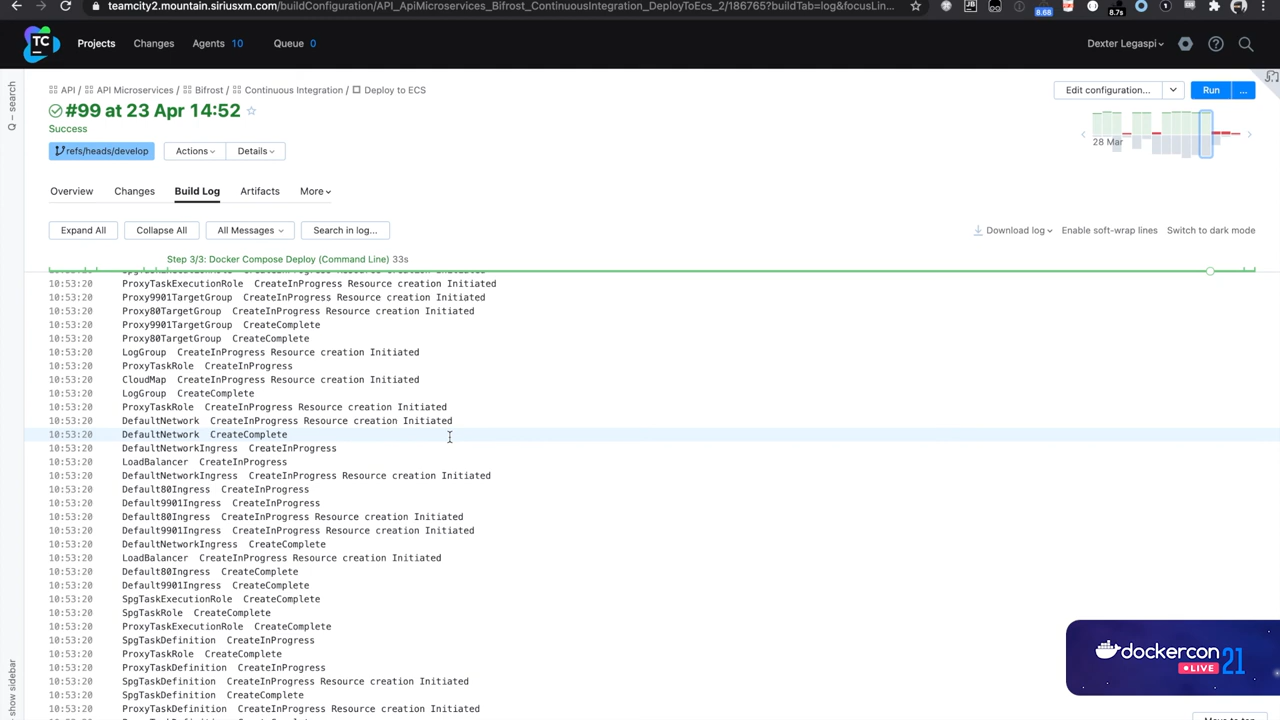 teamcity2.mountain.siriusxm.com/buildConfiguration/API_ApiMicroservices_Bifrost_ContinuousIntegration_DeployToEcs_2/186765?buildTab=log&focusLin...
8.68
8.7s
TC
Projects
Changes
Agents 10
Queue 0
Dexter Legaspi
Q - search
API / API Microservices / Bifrost / Continuous Integration / Deploy to ECS
Edit configuration...
Run
...
#99 at 23 Apr 14:52
Success
28 Mar
refs/heads/develop
Actions
Details
Overview
Changes
Build Log
Artifacts
More
Expand All
Collapse All
All Messages
Search in log...
Download log
Enable soft-wrap lines
Switch to dark mode
Step 3/3: Docker Compose Deploy (Command Line) 33s
10:53:20 ProxyTaskExecutionRole CreateInProgress Resource creation Initiated
10:53:20 Proxy9901TargetGroup CreateInProgress Resource creation Initiated
10:53:20 Proxy80TargetGroup CreateInProgress Resource creation Initiated
10:53:20 Proxy9901TargetGroup CreateComplete
10:53:20 Proxy80TargetGroup CreateComplete
10:53:20 LogGroup CreateInProgress Resource creation Initiated
10:53:20 ProxyTaskRole CreateInProgress
10:53:20 CloudMap CreateInProgress Resource creation Initiated
10:53:20 LogGroup CreateComplete
10:53:20 ProxyTaskRole CreateInProgress Resource creation Initiated
10:53:20 DefaultNetwork CreateInProgress Resource creation Initiated
10:53:20 DefaultNetwork CreateComplete
10:53:20 DefaultNetworkIngress CreateInProgress
10:53:20 LoadBalancer CreateInProgress
10:53:20 DefaultNetworkIngress CreateInProgress Resource creation Initiated
10:53:20 Default80Ingress CreateInProgress
10:53:20 Default9901Ingress CreateInProgress
10:53:20 Default80Ingress CreateInProgress Resource creation Initiated
10:53:20 Default9901Ingress CreateInProgress Resource creation Initiated
10:53:20 DefaultNetworkIngress CreateComplete
10:53:20 LoadBalancer CreateInProgress Resource creation Initiated
10:53:20 Default80Ingress CreateComplete
10:53:20 Default9901Ingress CreateComplete
10:53:20 SpgTaskExecutionRole CreateComplete
10:53:20 SpgTaskRole CreateComplete
10:53:20 ProxyTaskExecutionRole CreateComplete
10:53:20 SpgTaskDefinition CreateInProgress
10:53:20 ProxyTaskRole CreateComplete
10:53:20 ProxyTaskDefinition CreateInProgress
10:53:20 SpgTaskDefinition CreateInProgress Resource creation Initiated
10:53:20 SpgTaskDefinition CreateComplete
10:53:20 ProxyTaskDefinition CreateInProgress Resource creation Initiated
show sidebar
dockercon
LIVE 21